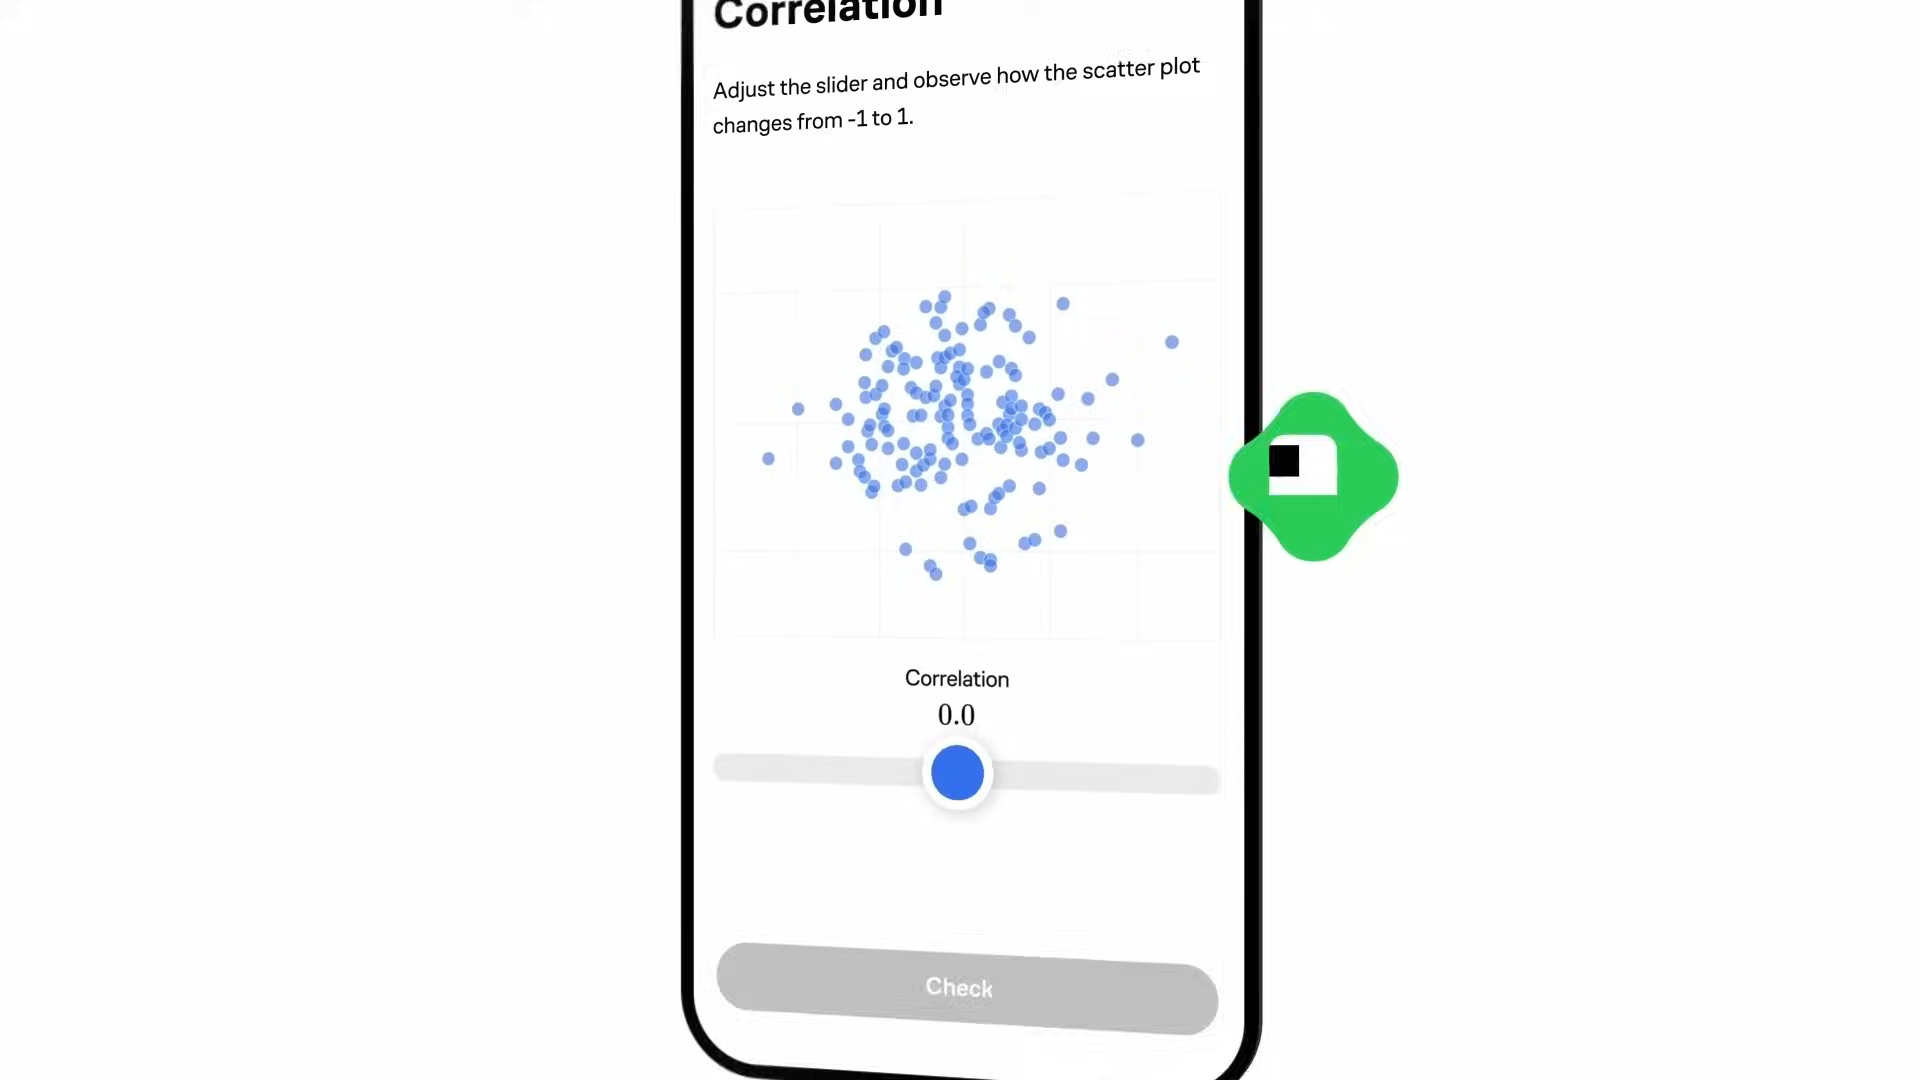 Correlation
Adjust the slider and observe how the scatter plot
changes from -1 to 1.
Correlation
0.0
Check